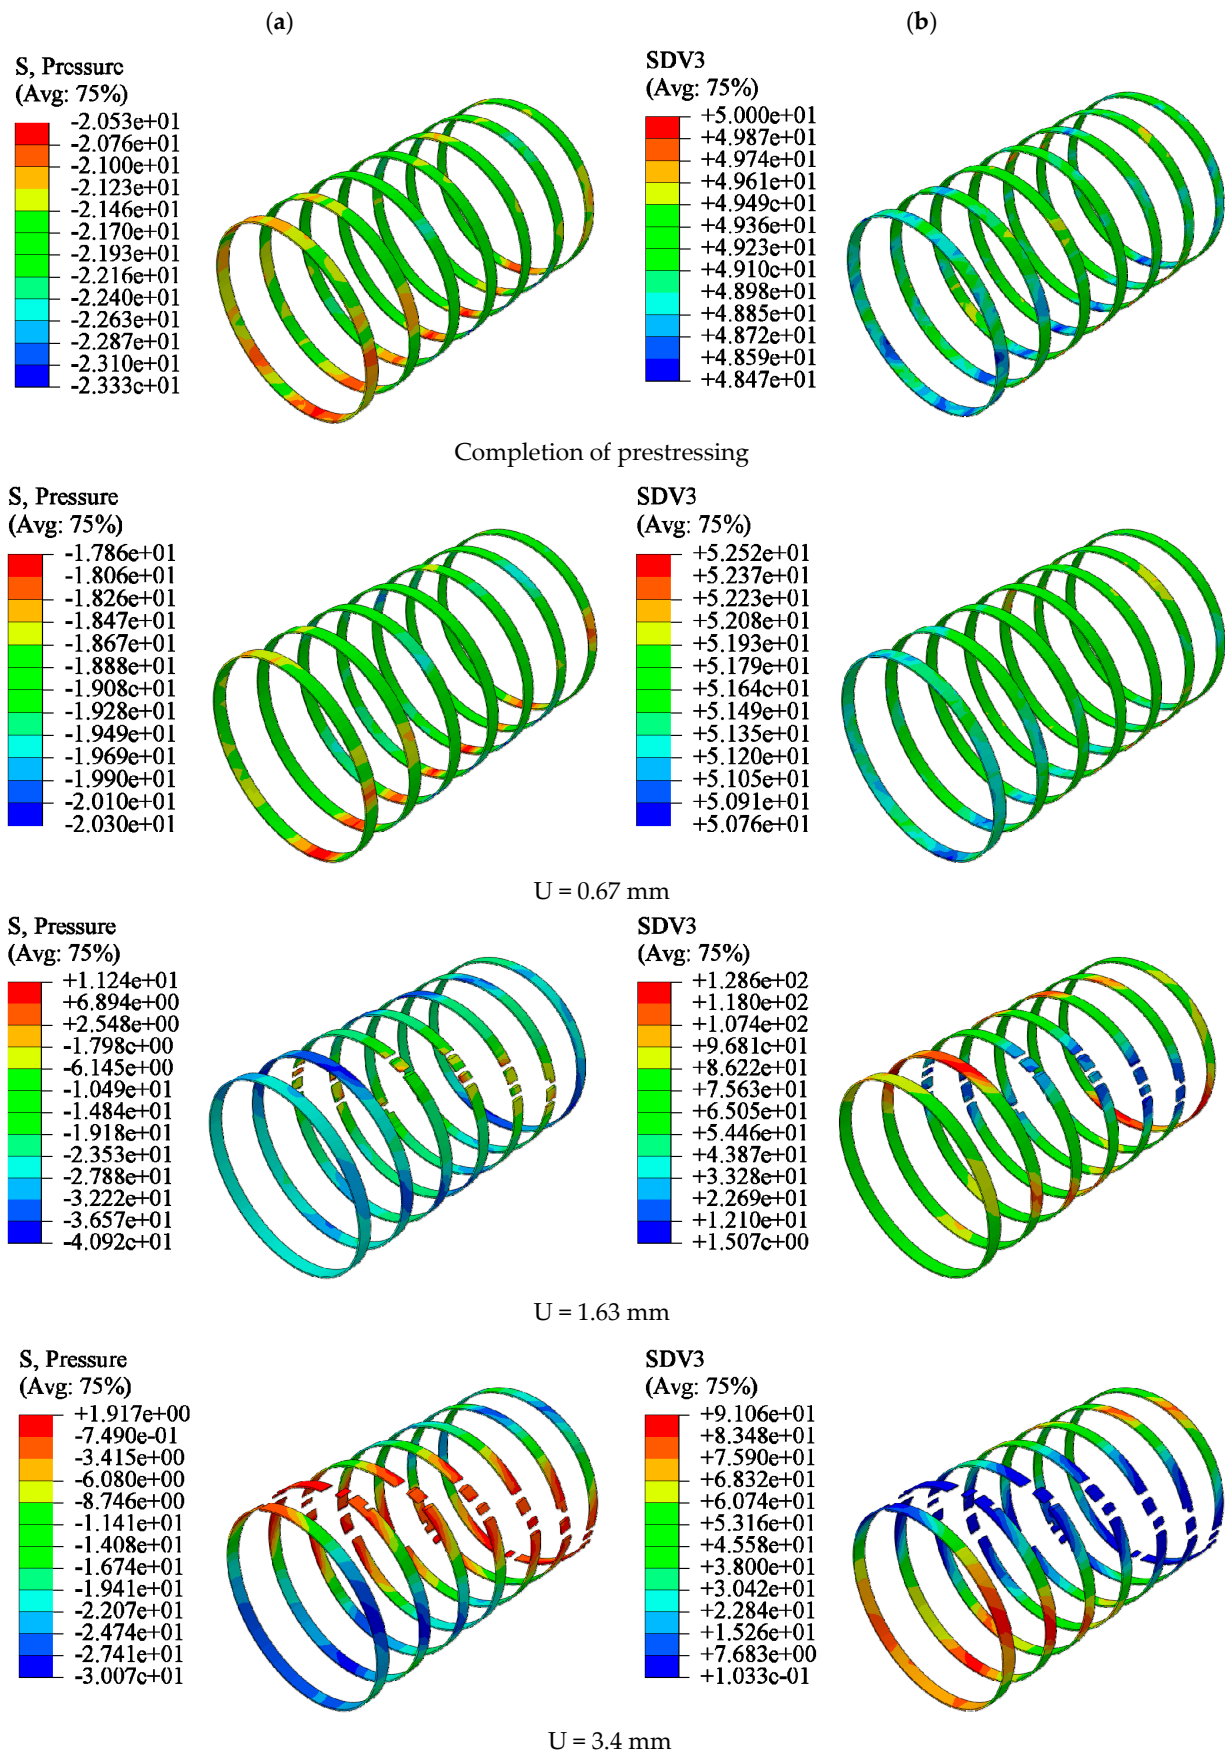 (a)
(b)
S, Pressure
(Avg: 75%)
-2.053e+01
-2.076e+01
-2.100e+01
-2.123e+01
-2.146e+01
-2.170e+01
-2.193e+01
-2.216e+01
-2.240e+01
-2.263e+01
-2.287e+01
-2.310e+01
-2.333e+01
SDV3
(Avg: 75%)
+5.000e+01
+4.987e+01
+4.974e+01
+4.961e+01
+4.949c+01
+4.936e+01
+4.923e+01
+4.910c+01
+4.898e+01
+4.885e+01
+4.872e+01
+4.859e+01
+4.847e+01
Completion of prestressing
S, Pressure
(Avg: 75%)
-1.786e+01
-1.806e+01
-1.826e+01
-1.847e+01
-1.867e+01
-1.888e+01
-1.908c+01
-1.928e+01
-1.949e+01
-1.969e+01
-1.990e+01
-2.010e+01
-2.030e+01
SDV3
(Avg: 75%)
+5.252e+01
+5.237e+01
+5.223e+01
+5.208e+01
+5.193e+01
+5.179e+01
+5.164c+01
+5.149e+01
+5.135e+01
+5.120e+01
+5.105e+01
+5.091e+01
+5.076e+01
U = 0.67 mm
S, Pressure
(Avg: 75%)
+1.124e+01
+6.894e+00
+2.548e+00
-1.798c+00
-6.145e+00
-1.049e+01
-1.484e+01
-1.918e+01
-2.353e+01
-2.788e+01
-3.222e+01
-3.657e+01
-4.092c+01
SDV3
(Avg: 75%)
+1.286e+02
+1.180e+02
+1.074e+02
+9.681c+01
+8.622e+01
+7.563e+01
+6.505e+01
+5.446e+01
+4.387e+01
+3.328e+01
+2.269e+01
+1.210e+01
+1.507c+00
U = 1.63 mm
S, Pressure
(Avg: 75%)
+1.917e+00
-7.490e-01
-3.415e+00
-6.080e+00
-8.746e+00
-1.141e+01
-1.408e+01
-1.674e+01
-1.941e+01
-2.207e+01
-2.474e+01
-2.741e+01
-3.007c+01
SDV3
(Avg: 75%)
+9.106e+01
+8.348e+01
+7.590e+01
+6.832e+01
+6.074e+01
+5.316e+01
+4.558e+01
+3.800e+01
+3.042e+01
+2.284e+01
+1.526e+01
+7.683e+00
+1.033c-01
U = 3.4 mm